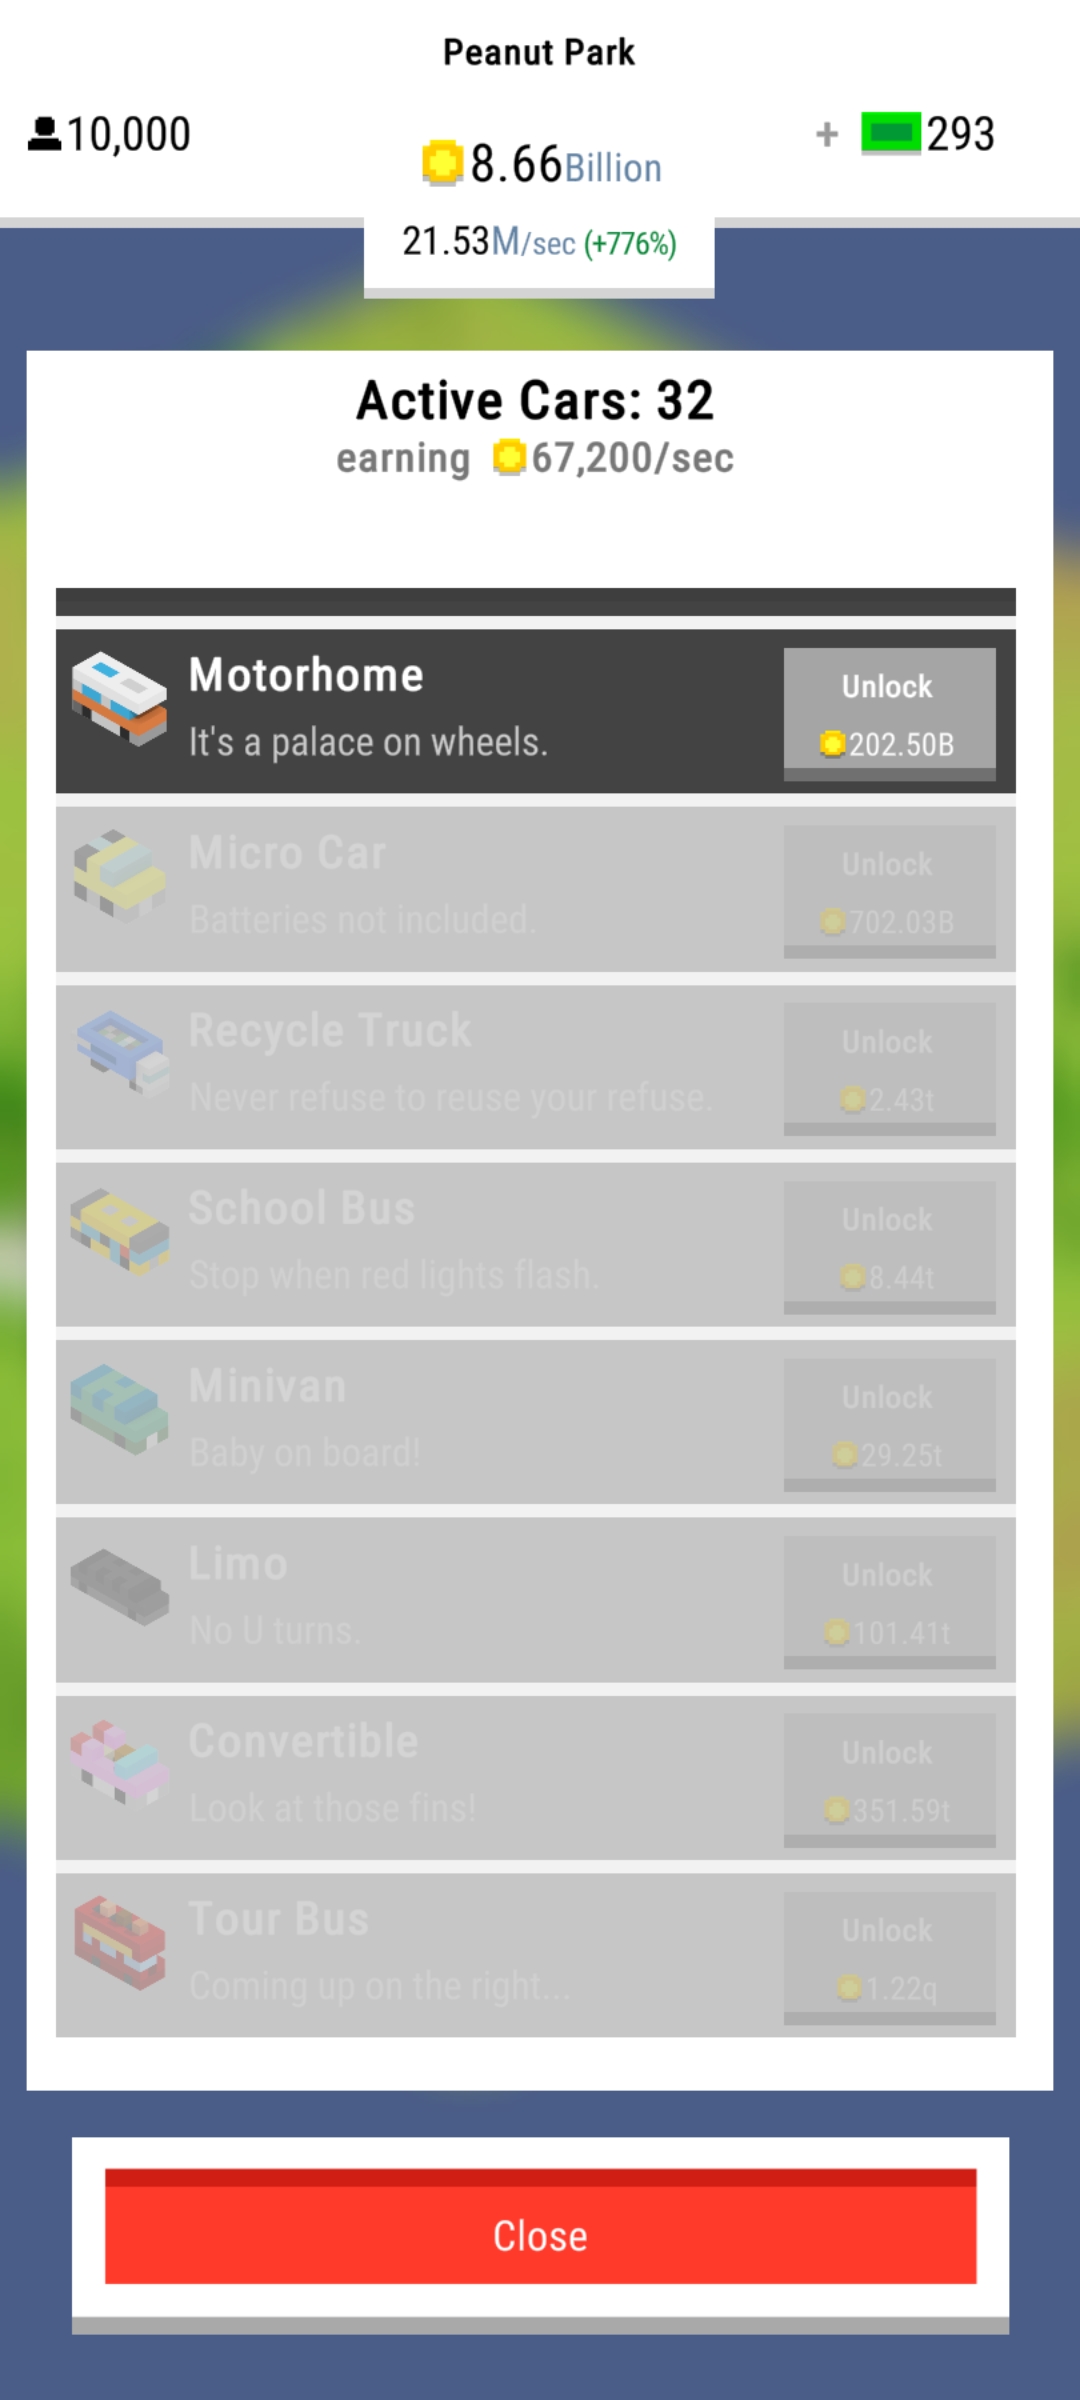 Peanut Park
10,000
8.66Billion
+ 293
21.53M/sec (+776%)
Active Cars: 32
earning 67,200/sec
Motorhome
It's a palace on wheels.
Unlock
202.50B
Micro Car
Batteries not included.
Unlock
702.03B
Recycle Truck
Never refuse to reuse your refuse.
Unlock
2.43t
School Bus
Stop when red lights flash.
Unlock
8.44t
Minivan
Baby on board!
Unlock
29.25t
Limo
No U turns.
Unlock
101.41t
Convertible
Look at those fins!
Unlock
351.59t
Tour Bus
Coming up on the right...
Unlock
1.22q
Close